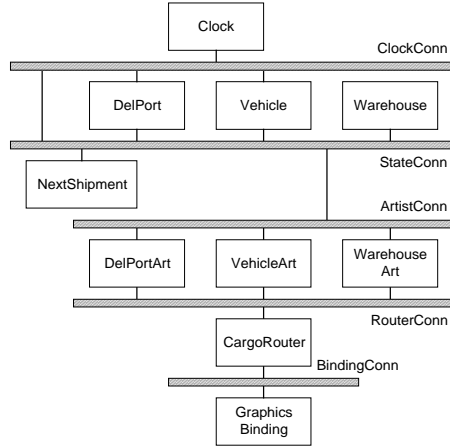 Clock
ClockConn
DelPort
Vehicle
Warehouse
StateConn
NextShipment
ArtistConn
DelPortArt
VehicleArt
Warehouse
Art
RouterConn
CargoRouter
BindingConn
Graphics
Binding